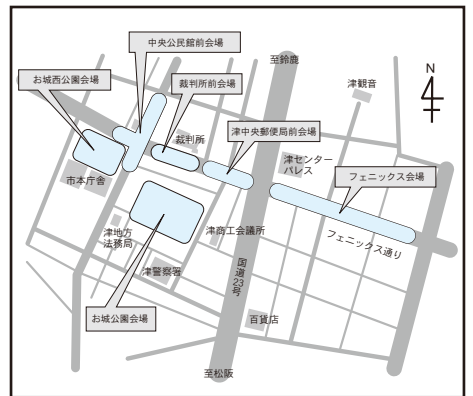 中央公民館前会場
至鈴鹿
お城西公園会場
裁判所前会場
津観音
N
4
裁判所
津中央郵便局前会場
津センター
パレス
フェニックス会場
市本庁舎
津地方
法務局
津商工会議所
フェニックス通り
津警察署
国道23号
お城公園会場
百貨店
至松阪